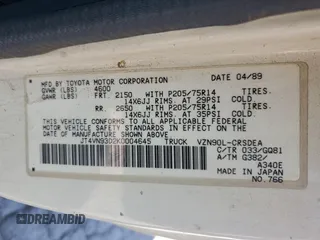 MFD BY TOYOTA MOTOR CORPORATION 04/89
GVWR (LBS) 4600
GAWR (LBS) FRT. 2150 WITH P205/75R14 TIRES,
14X6JJ RIMS, AT 29PSI COLD
RR. 2650 WITH P205/75R14 TIRES,
14X6JJ RIMS, AT 35PSI COLD
THIS VEHICLE CONFORMS TO ALL APPLICABLE FEDERAL
MOTOR VEHICLE SAFETY STANDARDS IN EFFECT ON THE
DATE OF MANUFACTURE SHOWN ABOVE.
JT4VN93D2K0004645 TRUCK VZN90L-CRSDEA
C/TR 033/GQ81
G382/
A340E
MADE IN JAPAN
NO.766
DREAMBID